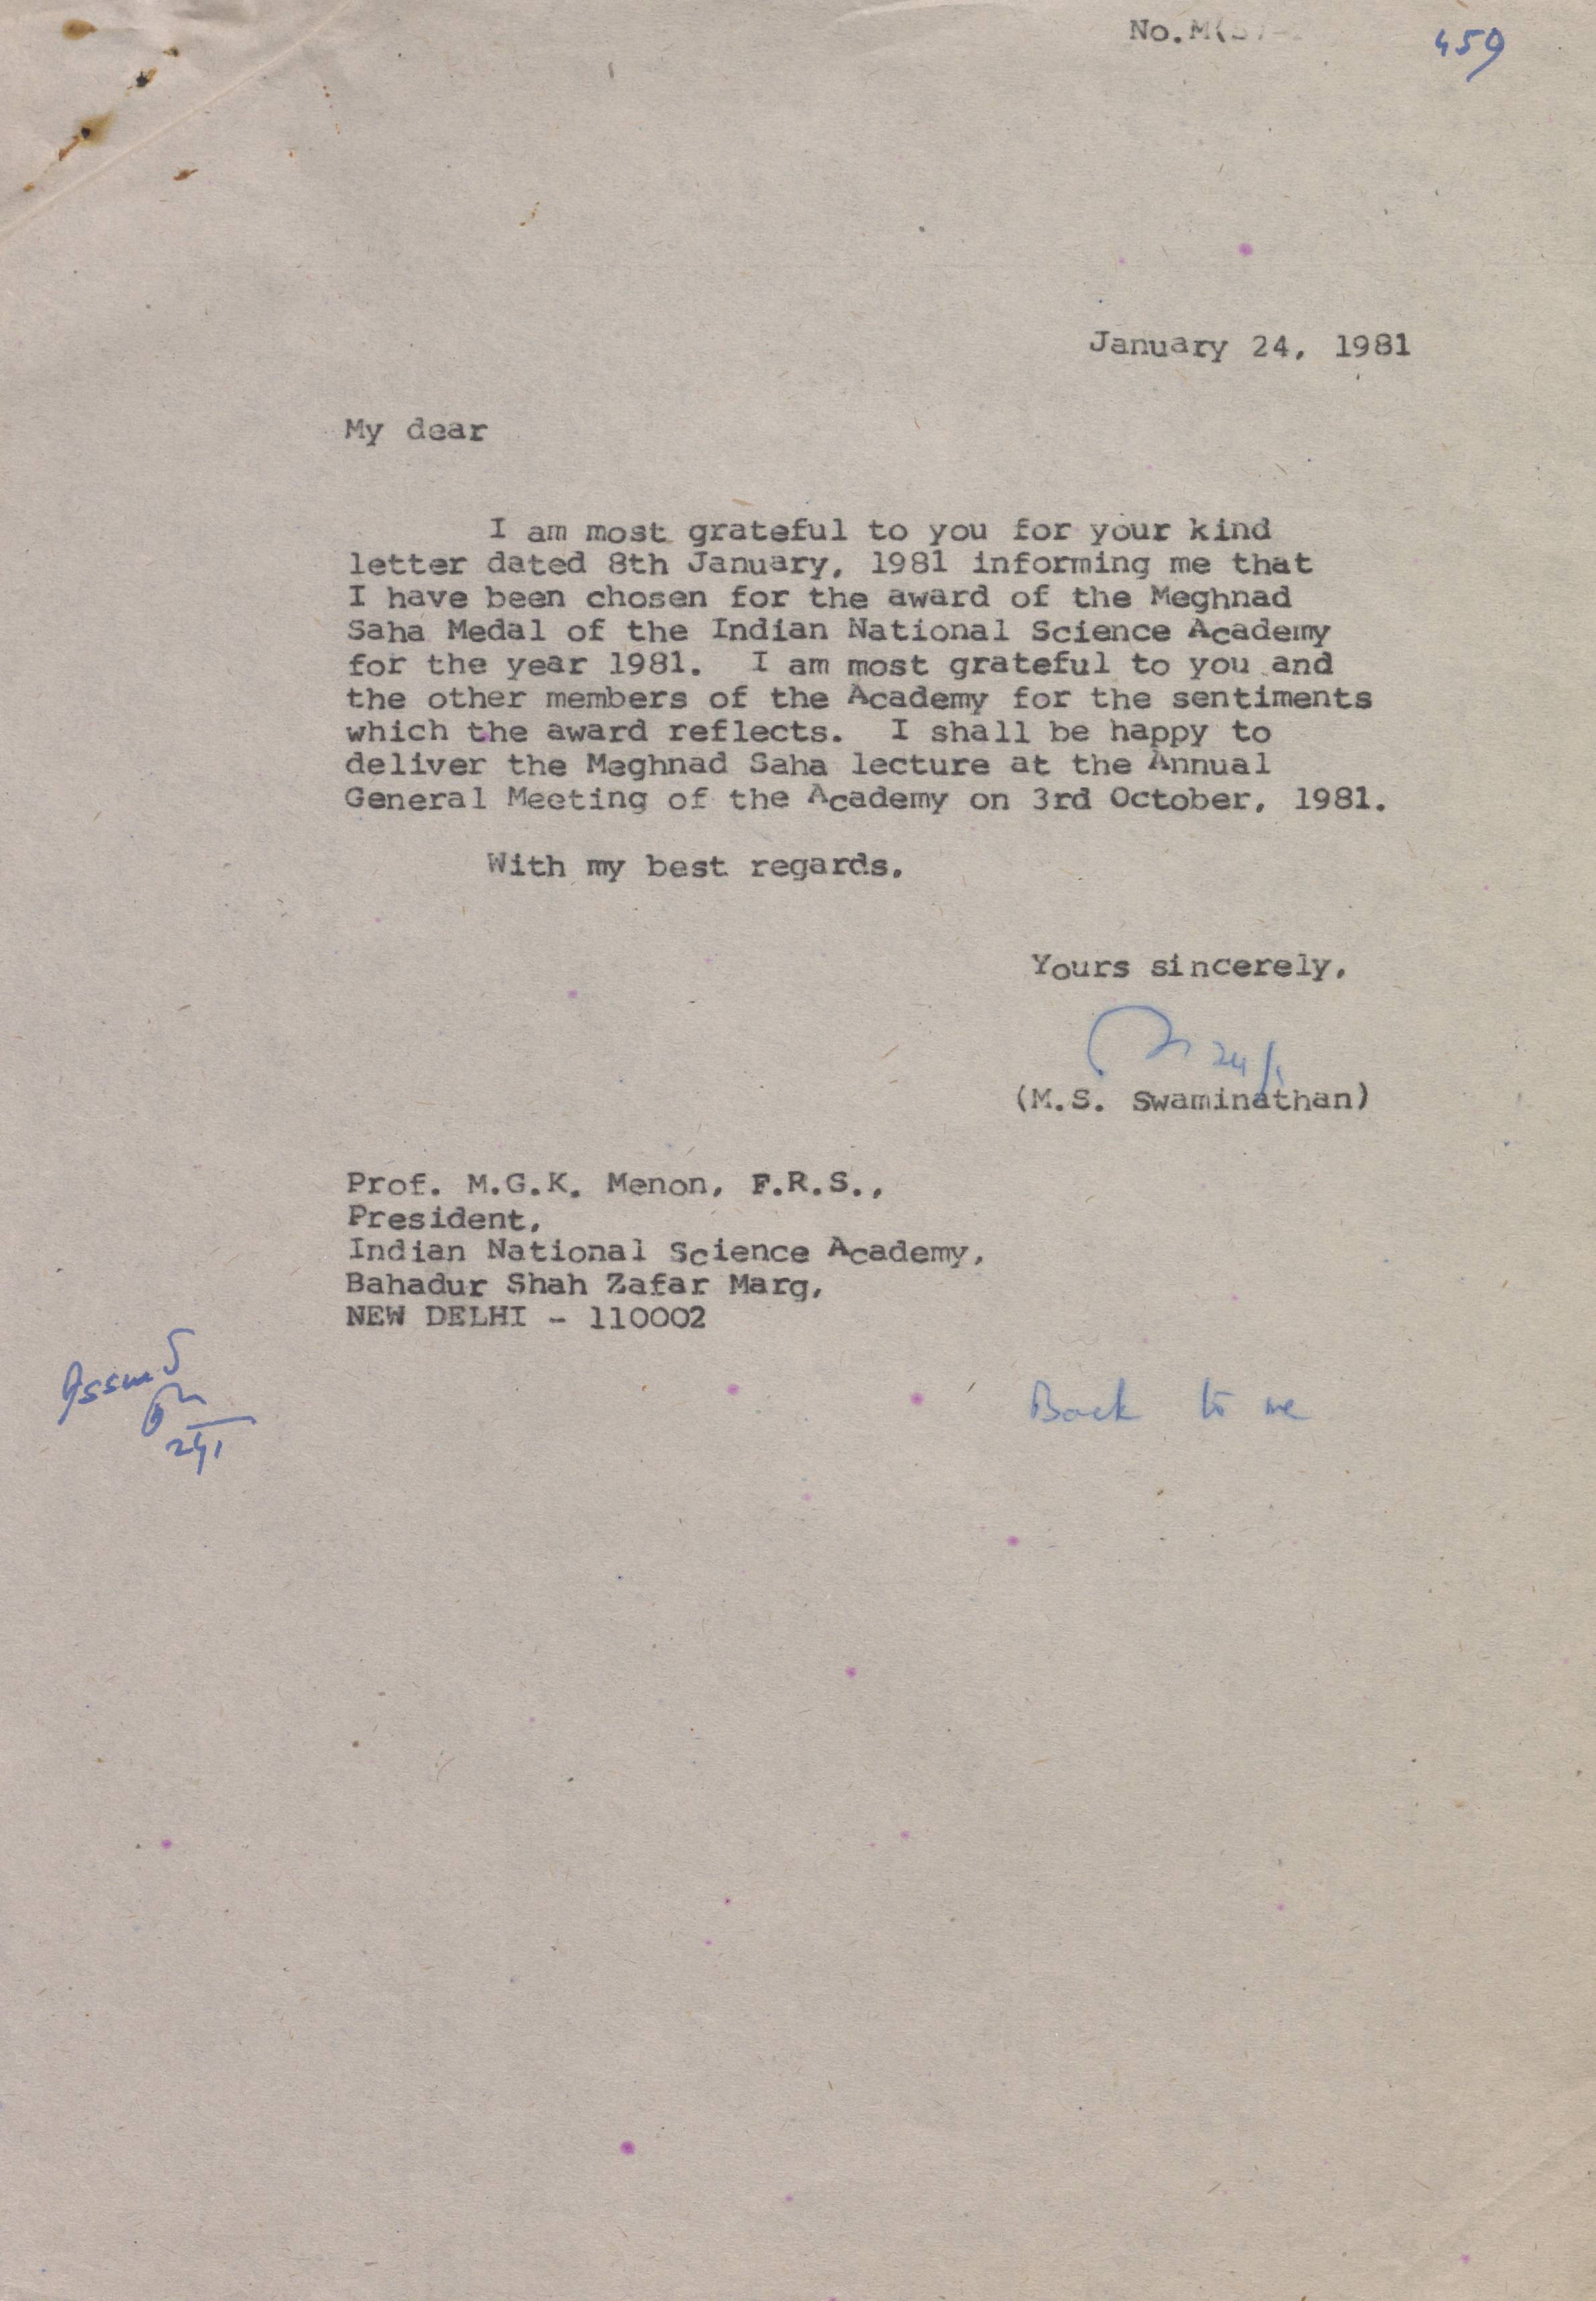 No.M(S)-
459
January 24, 1981
My dear
I am most grateful to you for your kind
letter dated 8th January, 1981 informing me that
I have been chosen for the award of the Meghnad
Saha Medal of the Indian National Science Academy
for the year 1981. I am most grateful to you and
the other members of the Academy for the sentiments
which the award reflects. I shall be happy to
deliver the Meghnad Saha lecture at the Annual
General Meeting of the Academy on 3rd October, 1981.
With my best regards,
Yours sincerely,
24/1
(M.S. Swaminathan)
Prof. M.G.K. Menon, F.R.S.,
President,
Indian National Science Academy,
Bahadur Shah Zafar Marg,
NEW DELHI - 110002
Back to me